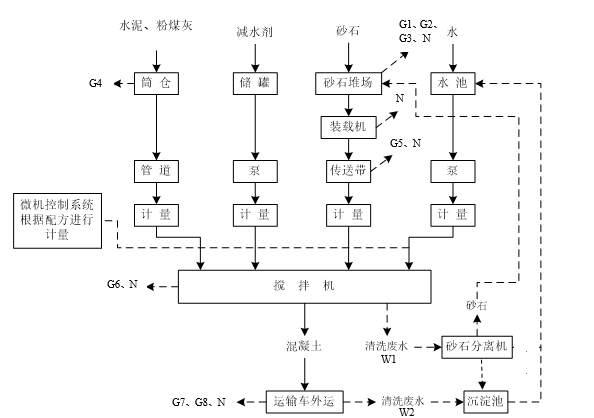 水泥、粉煤灰
减水剂
砂石
G1、G2、
G3、N
水
G4
筒仓
储罐
砂石堆场
水池
N
装载机
G5、N
管道
泵
传送带
泵
微机控制系统
根据配方进行
计量
计量
计量
计量
计量
G6、N
搅拌机
砂石
混凝土
清洗废水
W1
砂石分离机
G7、G8、N
运输车外运
清洗废水
W2
沉淀池